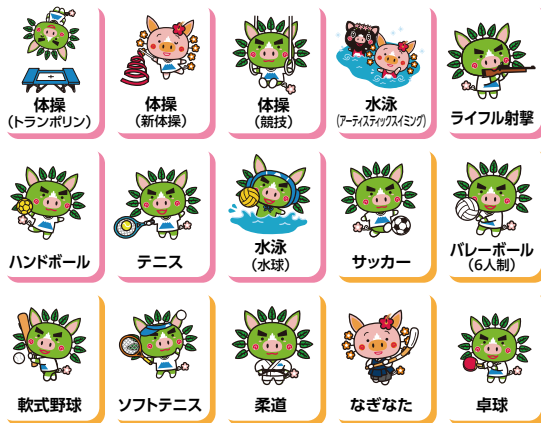 体操
(トランポリン)
体操
(新体操)
体操
(競技)
水泳
(アーティスティックスイミング)
ライフル射撃
ハンドボール
テニス
水泳
(水球)
サッカー
バレーボール
(6人制)
軟式野球
ソフトテニス
柔道
なぎなた
卓球